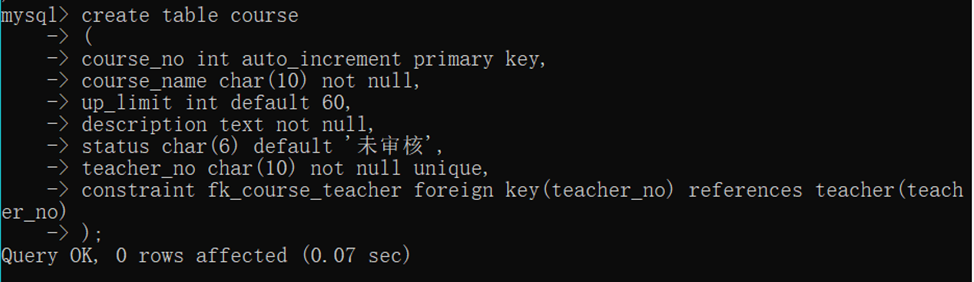 mysql> create table course
    -> (
    -> course_no int auto_increment primary key,
    -> course_name char(10) not null,
    -> up_limit int default 60,
    -> description text not null,
    -> status char(6) default '未审核',
    -> teacher_no char(10) not null unique,
    -> constraint fk_course_teacher foreign key(teacher_no) references teacher(teach
er_no)
    -> );
Query OK, 0 rows affected (0.07 sec)